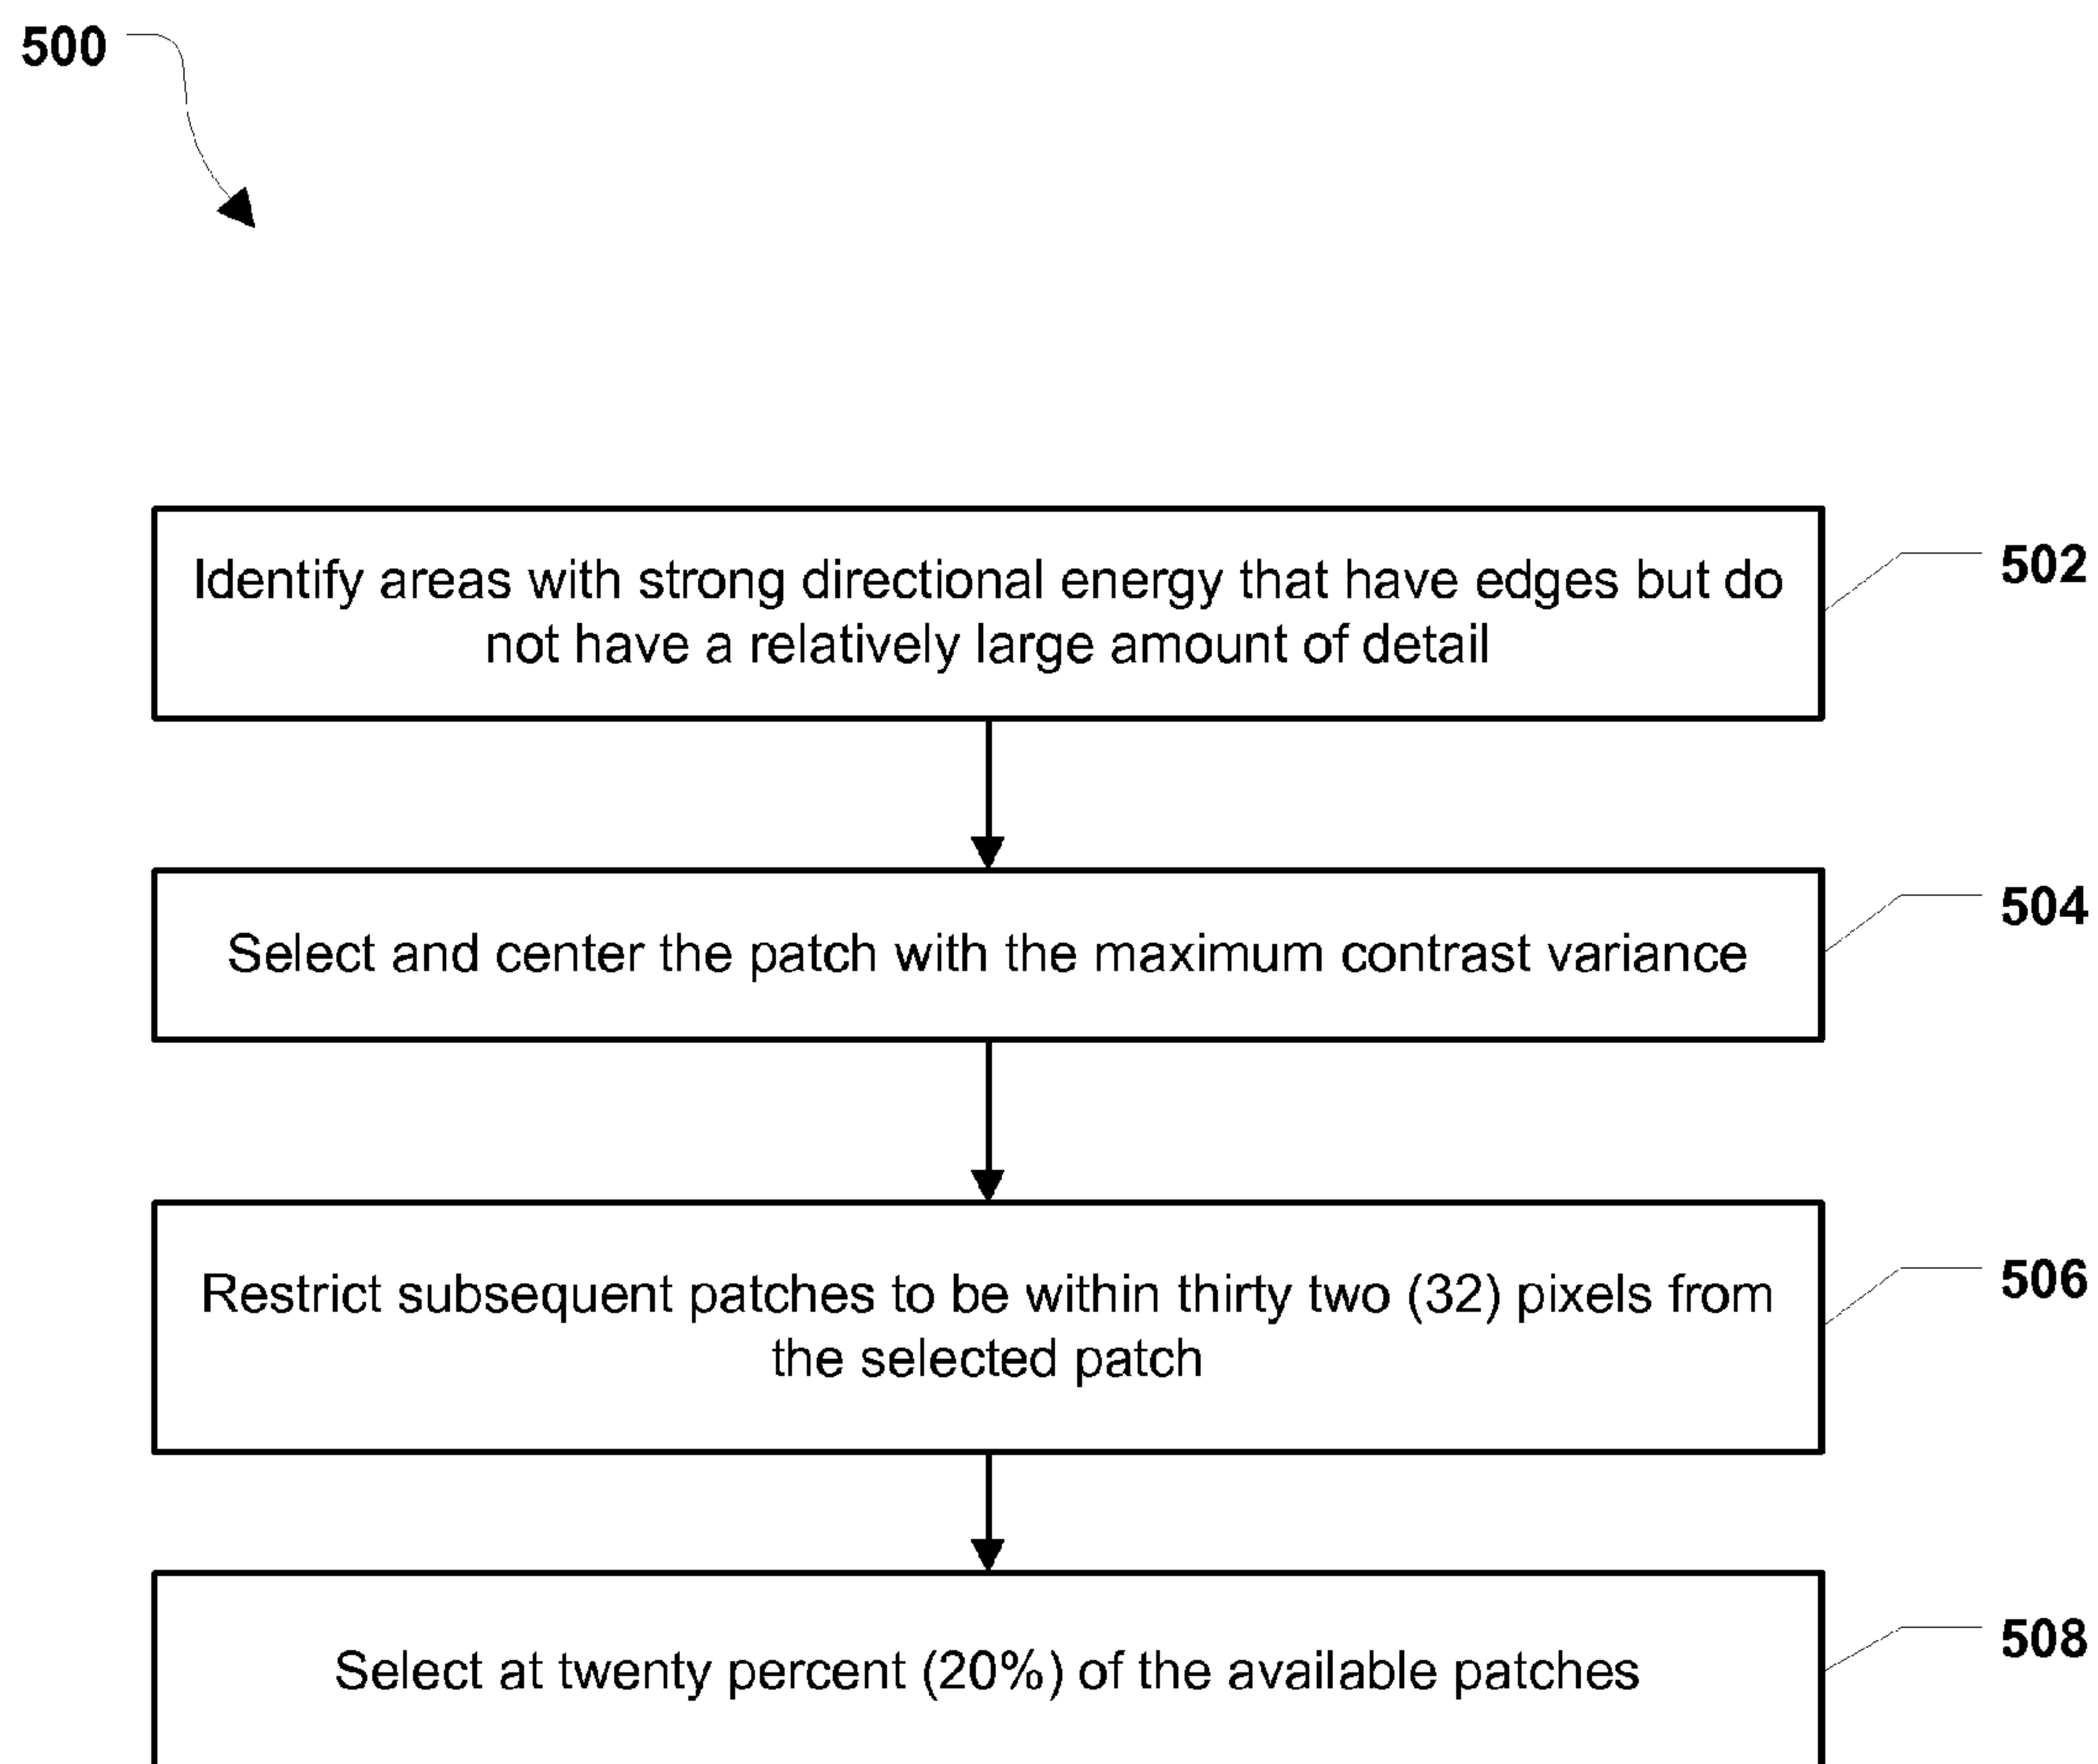 500
Identify areas with strong directional energy that have edges but do
not have a relatively large amount of detail
502
Select and center the patch with the maximum contrast variance
504
Restrict subsequent patches to be within thirty two (32) pixels from
the selected patch
506
Select at twenty percent (20%) of the available patches
508